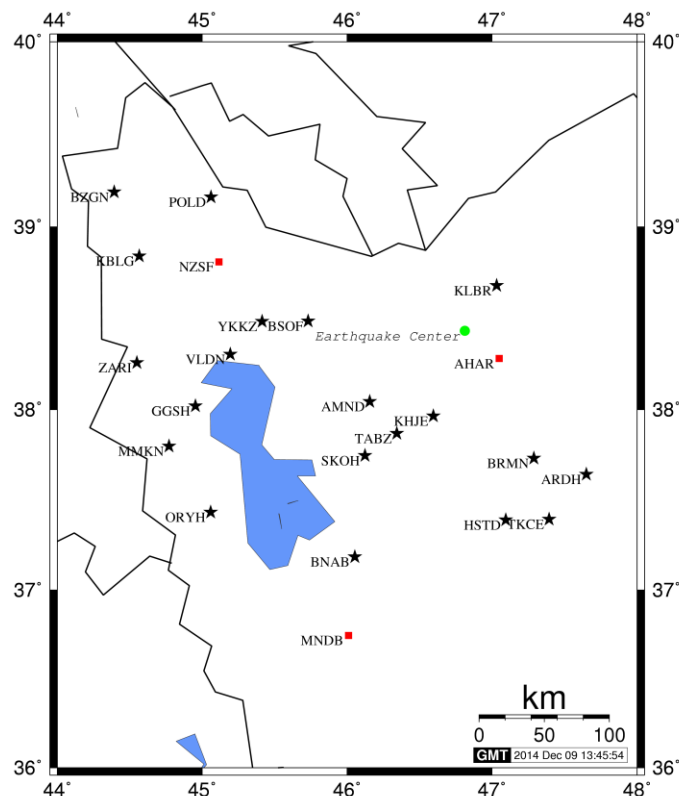 44° 45° 46° 47° 48°
40° 40°
BZGN
POLD
39° 39°
KBLG
NZSF
KLBR
YKKZ BSOF
Earthquake Center
VLDN
ZARI
AHAR
GGSH
AMND
38° 38°
KHJE
TABZ
MMKN
SKOH
BRMN
ARDH
ORYH
HSTD TKCE
BNAB
37° 37°
MNDB
km
0 50 100
GMT 2014 Dec 09 13:45:54
36° 36°
44° 45° 46° 47° 48°